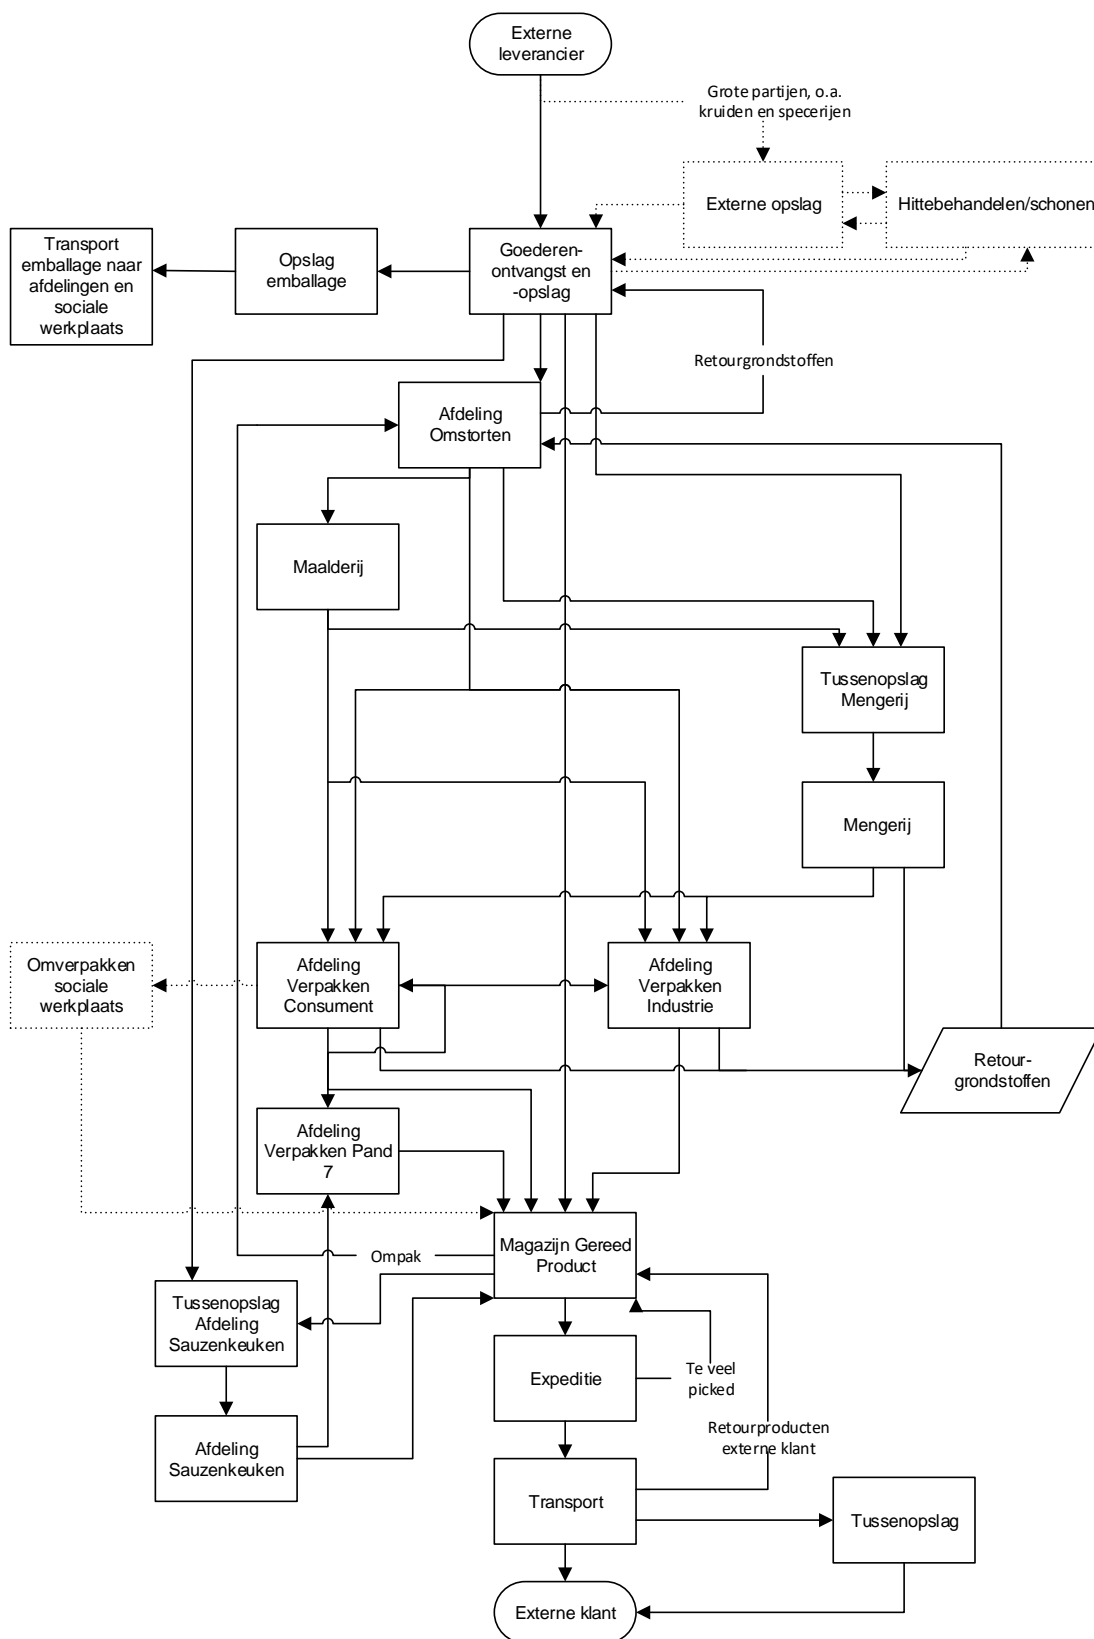 Externe
leverancier
Grote partijen, o.a.
kruiden en specerijen
Externe opslag
Hittebehandelen/schonen
Transport
emballage naar
afdelingen en
sociale
werkplaats
Opslag
emballage
Goederen-
ontvangst en
-opslag
Retourgrondstoffen
Afdeling
Omstorten
Maalderij
Tussenopslag
Mengerij
Mengerij
Omverpakken
sociale
werkplaats
Afdeling
Verpakken
Consument
Afdeling
Verpakken
Industrie
Retour-
grondstoffen
Afdeling
Verpakken Pand
7
Magazijn Gereed
Product
Ompak
Tussenopslag
Afdeling
Sauzenkeuken
Expeditie
Te veel
picked
Afdeling
Sauzenkeuken
Retourproducten
externe klant
Transport
Tussenopslag
Externe klant